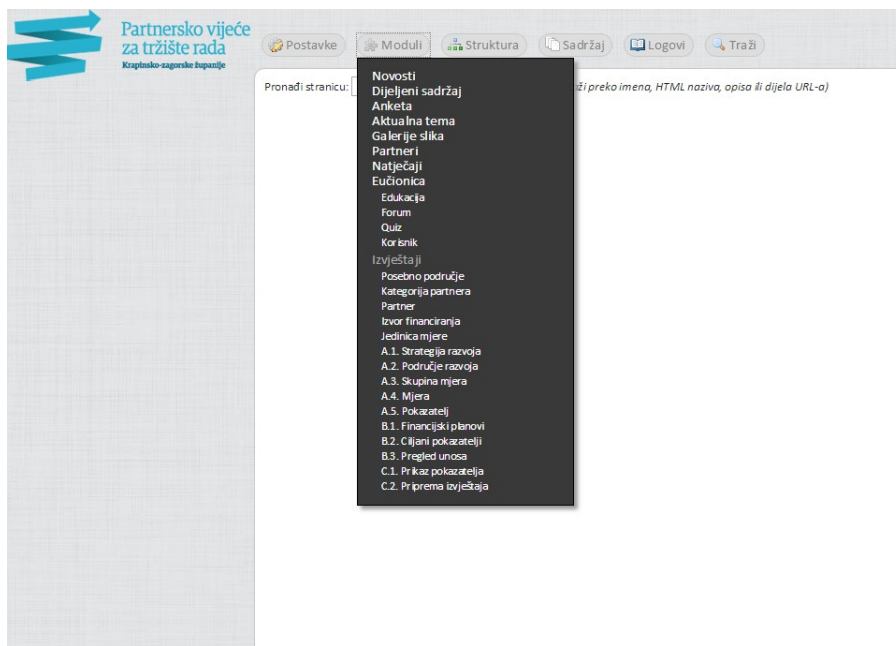 Partnersko vijeće
za tržište rada
Krapinsko-zagorske županije
Postavke
Moduli
Struktura
Sadržaj
Logovi
Traži
Pronađi stranicu:
ži preko imena, HTML naziva, opisa ili dijela URL-a)
Novosti
Dijeljeni sadržaj
Anketa
Aktualna tema
Galerije slika
Partneri
Natječaji
Eučionica
Edukacija
Forum
Quiz
Korisnik
Izvještaji
Posebno područje
Kategorija partnera
Partner
Izvor financiranja
Jedinica mjere
A.1. Strategija razvoja
A.2. Područje razvoja
A.3. Skupina mjera
A.4. Mjera
A.5. Pokazatelj
B.1. Financijski planovi
B.2. Ciljani pokazatelji
B.3. Pregled unosa
C.1. Prikaz pokazatelja
C.2. Priprema izvještaja